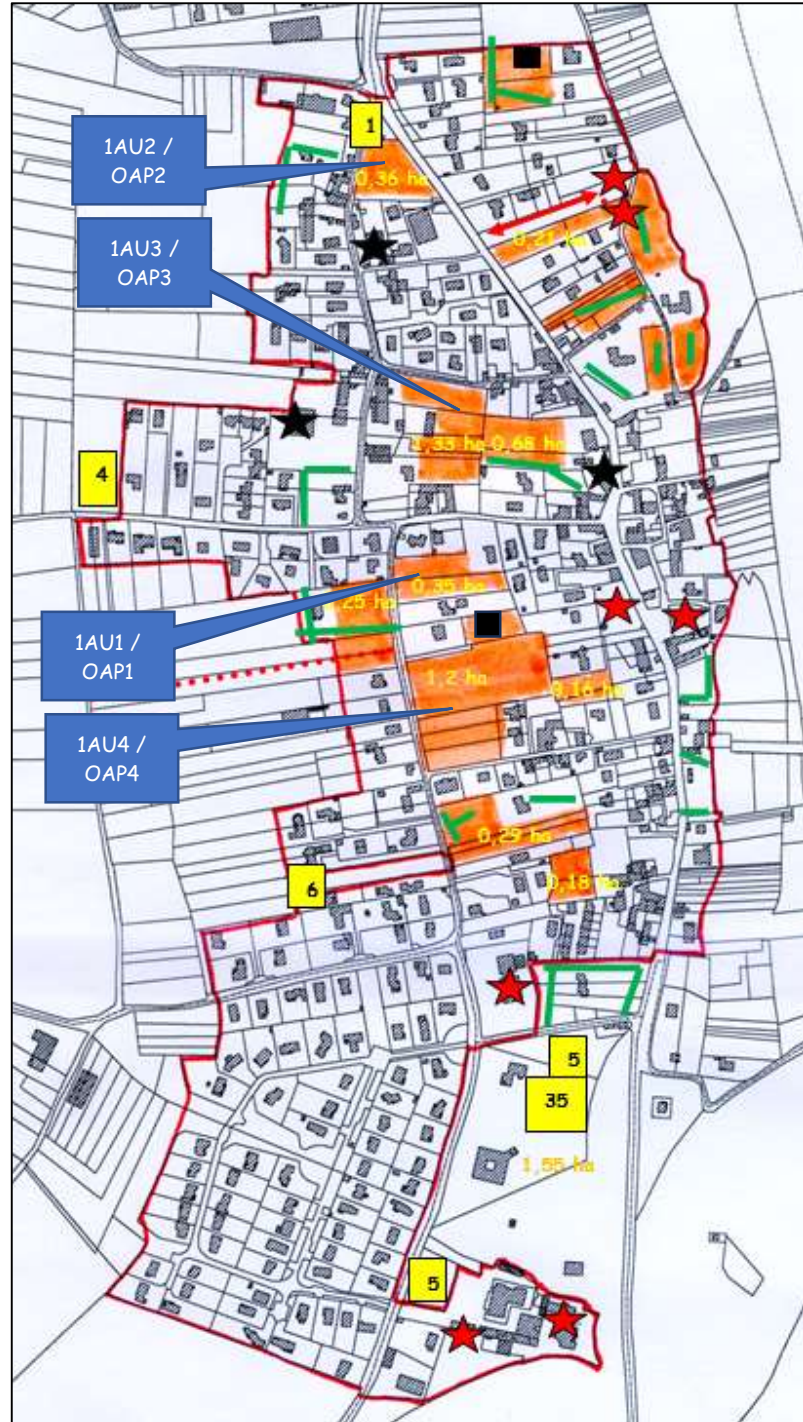 1
1AU2 /
OAP2
0,36 ha
1AU3 /
OAP3
0,21 ha
1,33 ha 0,68 ha
4
0,35 ha
,25 ha
1AU1 /
OAP1
1,2 ha
0,16 ha
1AU4 /
OAP4
0,29 ha
0,18 ha
6
5
35
1,55 ha
5